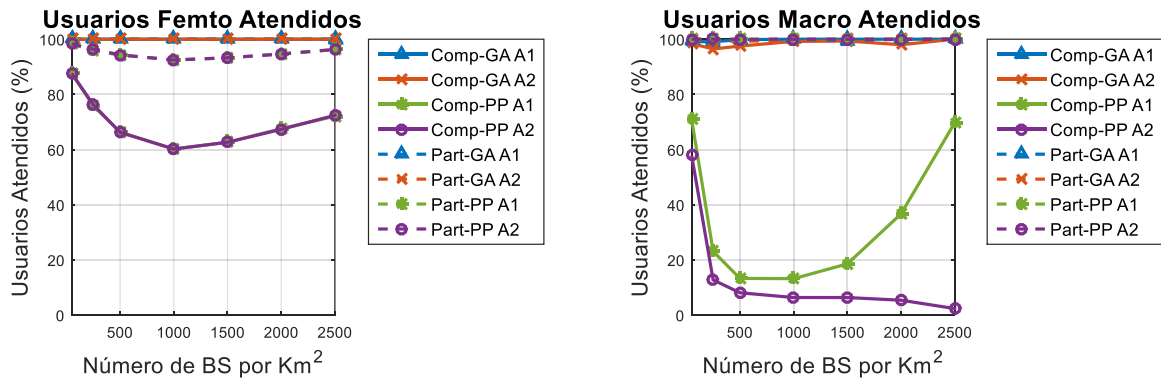 Usuarios Femto Atendidos
Usuarios Atendidos (%)
100
80
60
40
20
0
500 1000 1500 2000 2500
Número de BS por Km²
Comp-GA A1
Comp-GA A2
Comp-PP A1
Comp-PP A2
Part-GA A1
Part-GA A2
Part-PP A1
Part-PP A2
Usuarios Macro Atendidos
Usuarios Atendidos (%)
100
80
60
40
20
0
500 1000 1500 2000 2500
Número de BS por Km²
Comp-GA A1
Comp-GA A2
Comp-PP A1
Comp-PP A2
Part-GA A1
Part-GA A2
Part-PP A1
Part-PP A2